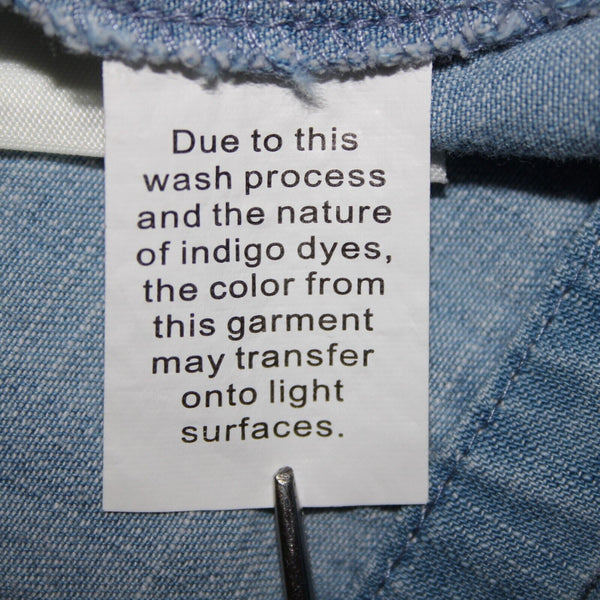 Due to this
wash process
and the nature
of indigo dyes,
the color from
this garment
may transfer
onto light
surfaces.